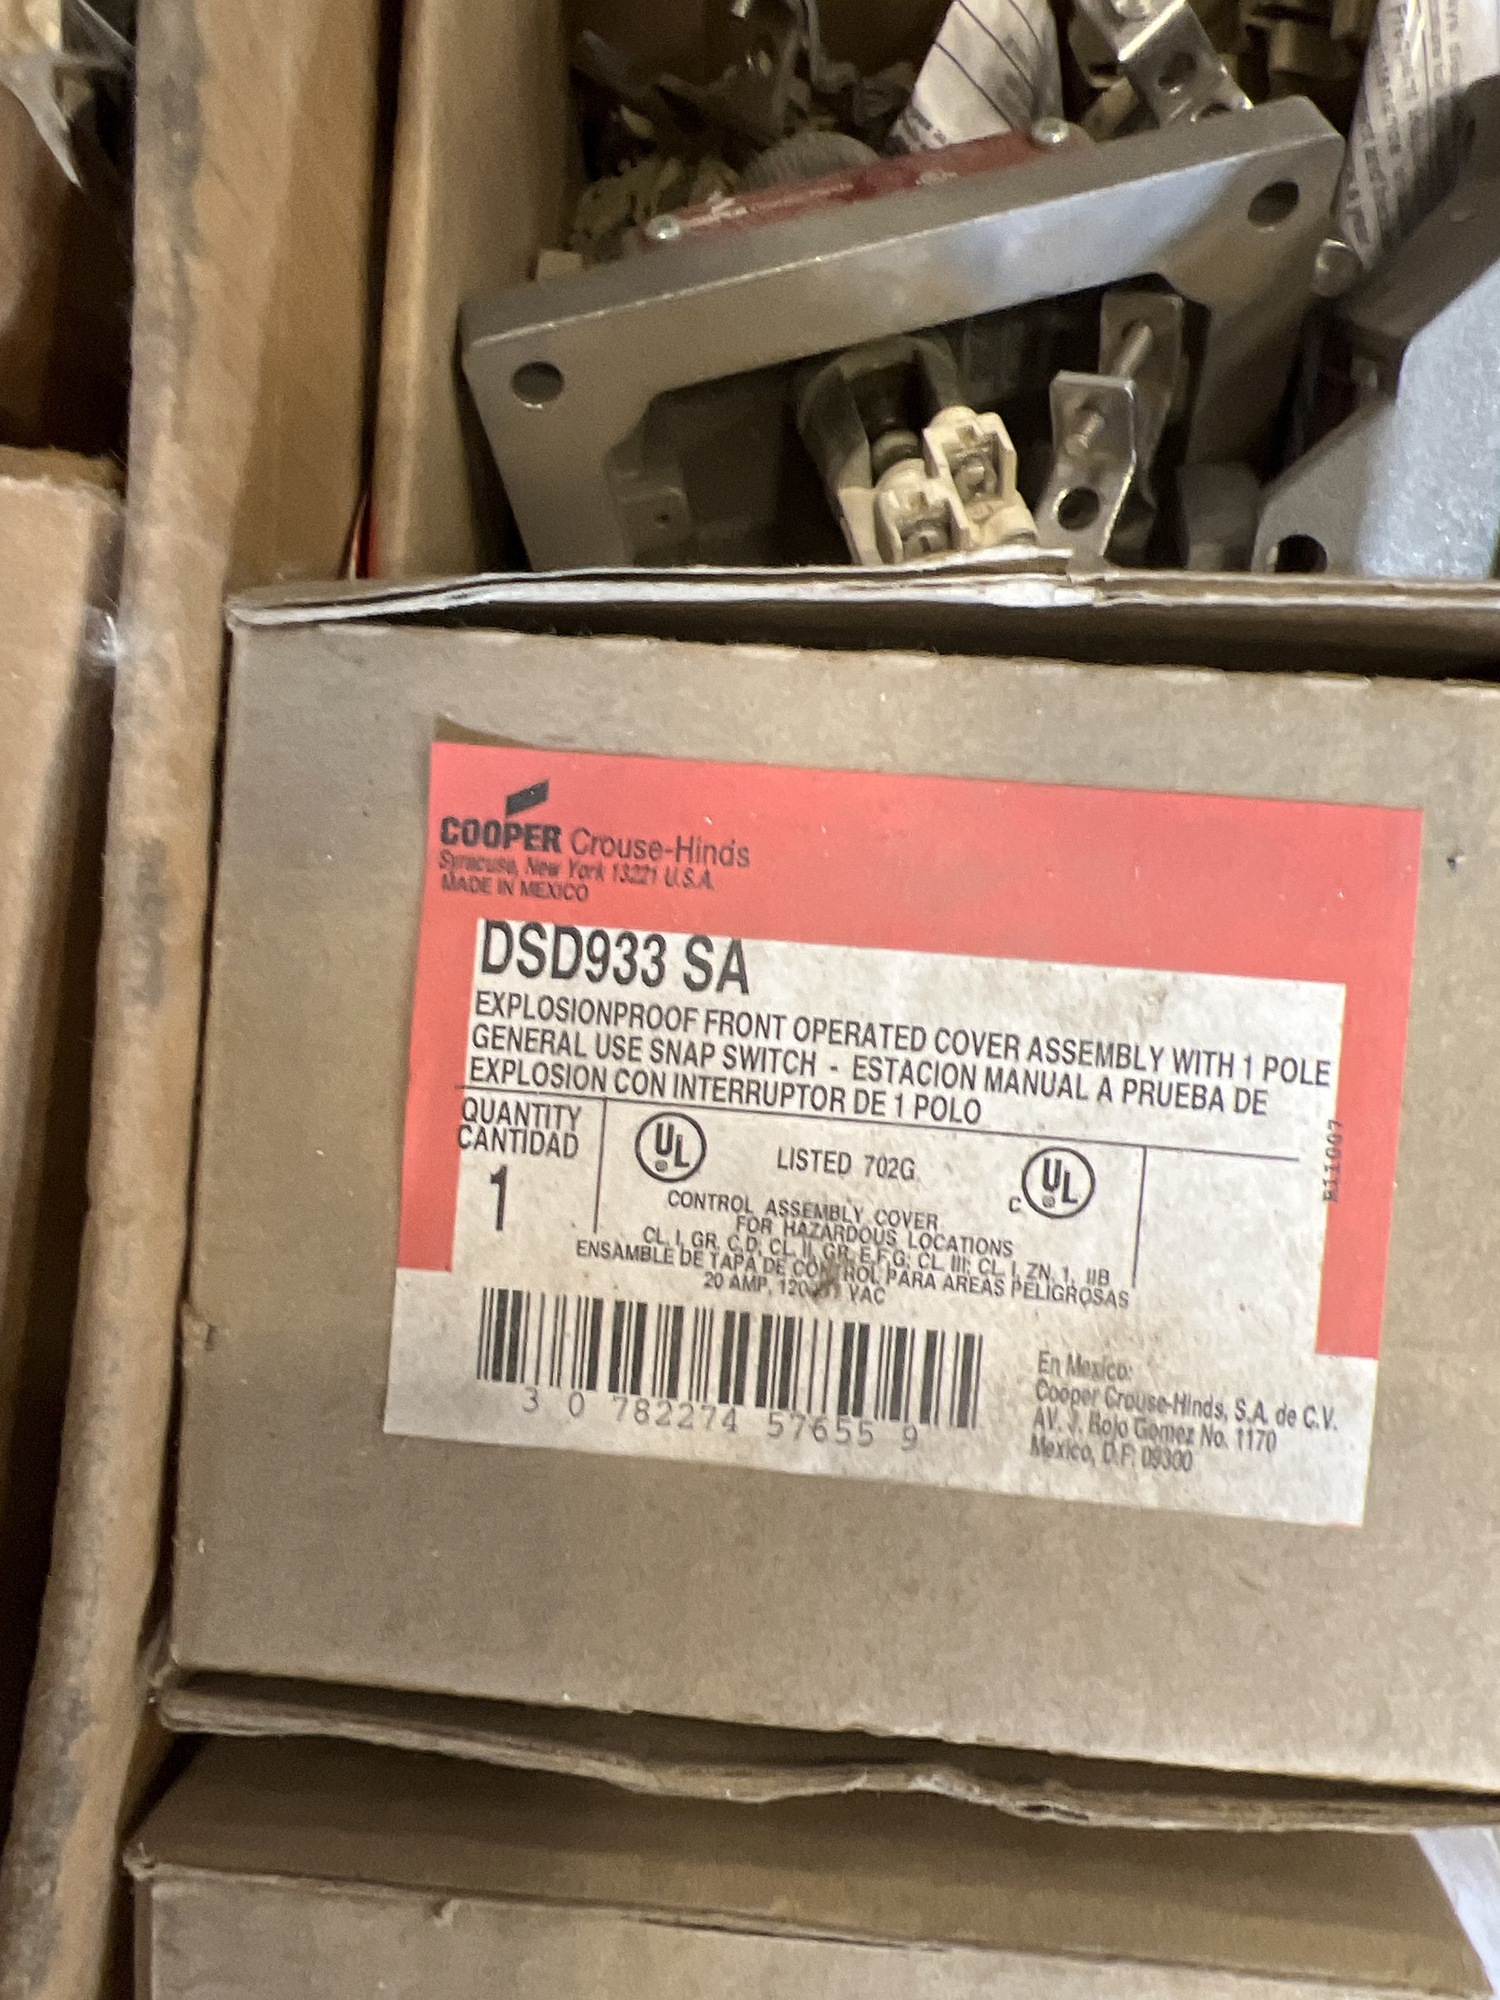 COOPER Crouse-Hinds
Syracuse, New York 13221 U.S.A.
MADE IN MEXICO
DSD933 SA
EXPLOSIONPROOF FRONT OPERATED COVER ASSEMBLY WITH 1 POLE
GENERAL USE SNAP SWITCH - ESTACION MANUAL A PRUEBA DE
EXPLOSION CON INTERRUPTOR DE 1 POLO
QUANTITY
CANTIDAD
1
UL
LISTED 702G
C UL
CONTROL ASSEMBLY COVER
FOR HAZARDOUS LOCATIONS
CL. I, GR. C,D, CL. II, GR. E,F,G; CL. III; CL. I, ZN. 1, IIB
ENSAMBLE DE TAPA DE CONTROL PARA AREAS PELIGROSAS
20 AMP, VAC
E11007
3 0 782274 57655 9
En Mexico:
Cooper Crouse-Hinds, S.A. de C.V.
AV. J. Rojo Gomez No. 1170
Mexico, D.F. 09300